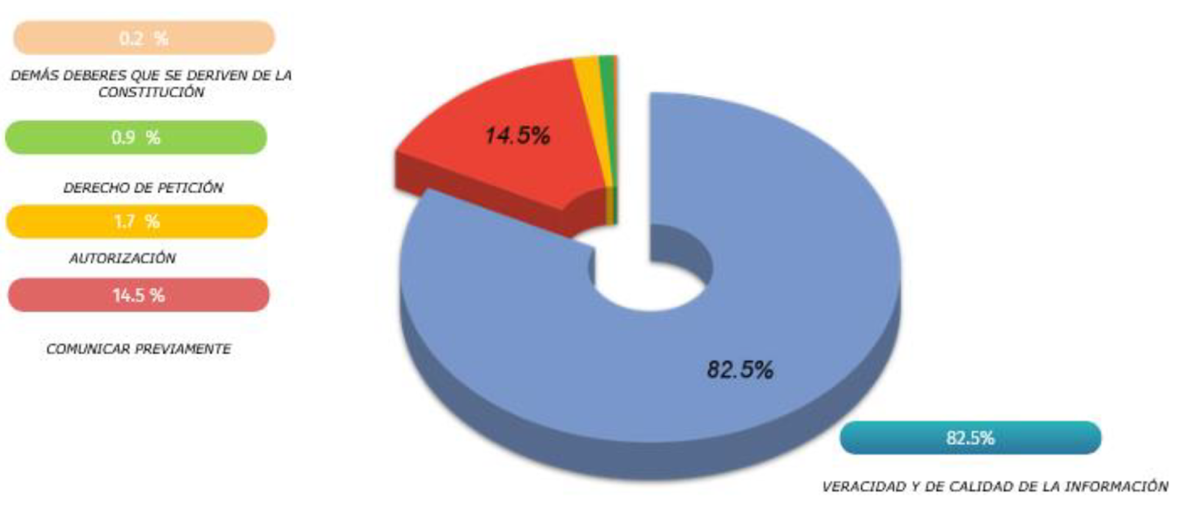 0.2 %
DEMÁS DEBERES QUE SE DERIVEN DE LA
CONSTITUCIÓN
0.9 %
DERECHO DE PETICIÓN
1.7 %
AUTORIZACIÓN
14.5 %
COMUNICAR PREVIAMENTE
14.5%
82.5%
82.5%
VERACIDAD Y DE CALIDAD DE LA INFORMACIÓN